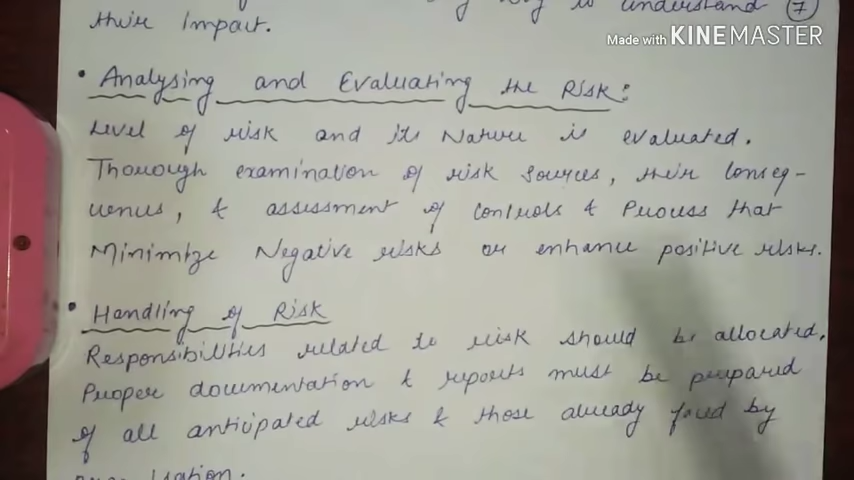 to understand 7
their impact.
Made with KINEMASTER
• Analysing and Evaluating the Risk:
Level of risk and its Nature is evaluated.
Thorough examination of risk sources, their conseq-
uences, & assessment of controls & Process that
Minimize Negative risks or enhance positive risks.
• Handling of Risk
Responsibilities related to risk should be allocated.
Proper documentation & reports must be prepared
of all anticipated risks & those already faced by